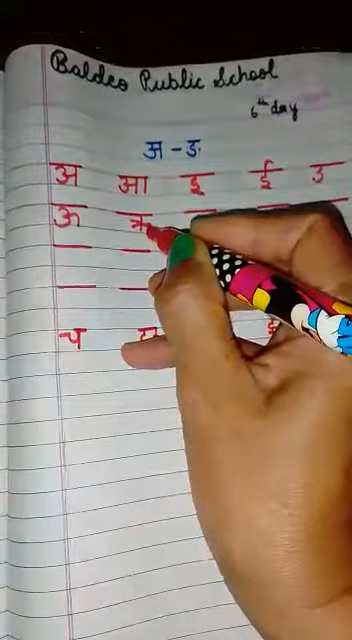 Baldeo Public School
6th day
अ - ङ
अ आ इ ई उ
ऊ ऋ
च